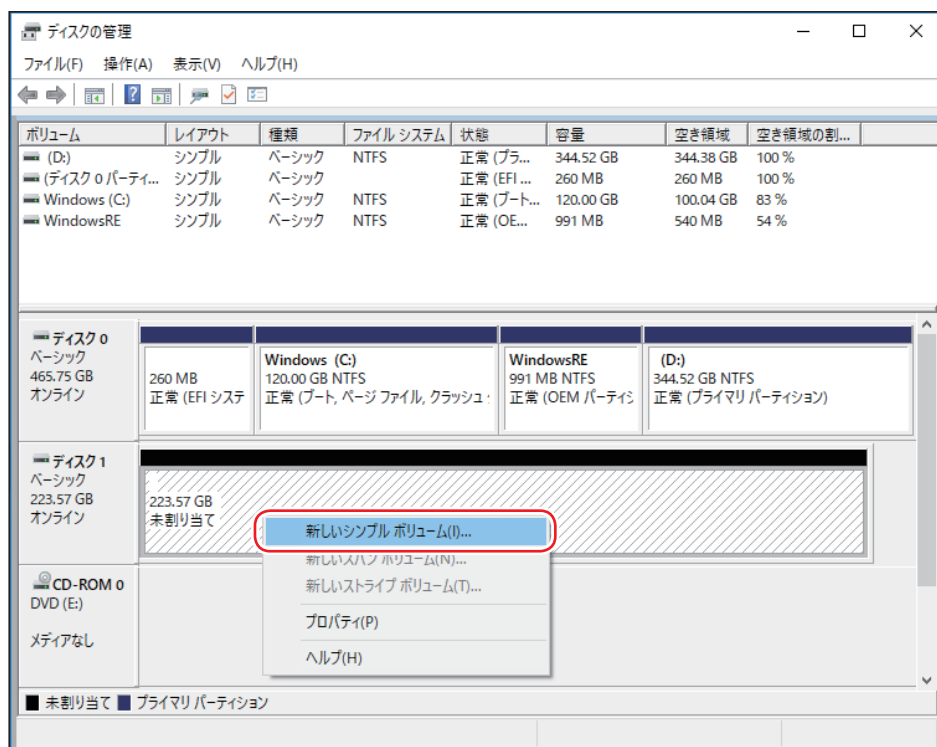 ディスクの管理
ファイル(F) 操作(A) 表示(V) ヘルプ(H)
ボリューム レイアウト 種類 ファイル システム 状態 容量 空き領域 空き領域の割...
(D:) シンプル ベーシック NTFS 正常 (プラ... 344.52 GB 344.38 GB 100 %
(ディスク 0 パーティ... シンプル ベーシック 正常 (EFI ... 260 MB 260 MB 100 %
Windows (C:) シンプル ベーシック NTFS 正常 (ブート... 120.00 GB 100.04 GB 83 %
WindowsRE シンプル ベーシック NTFS 正常 (OE... 991 MB 540 MB 54 %
ディスク 0
ベーシック
465.75 GB
オンライン
260 MB
正常 (EFI システ
Windows (C:)
120.00 GB NTFS
正常 (ブート, ページ ファイル, クラッシュ
WindowsRE
991 MB NTFS
正常 (OEM パーティシ
(D:)
344.52 GB NTFS
正常 (プライマリ パーティション)
ディスク 1
ベーシック
223.57 GB
オンライン
223.57 GB
未割り当て
新しいシンプル ボリューム(I)...
新しいスパン ボリューム(N)...
新しいストライプ ボリューム(T)...
プロパティ(P)
ヘルプ(H)
CD-ROM 0
DVD (E:)
メディアなし
未割り当て プライマリ パーティション